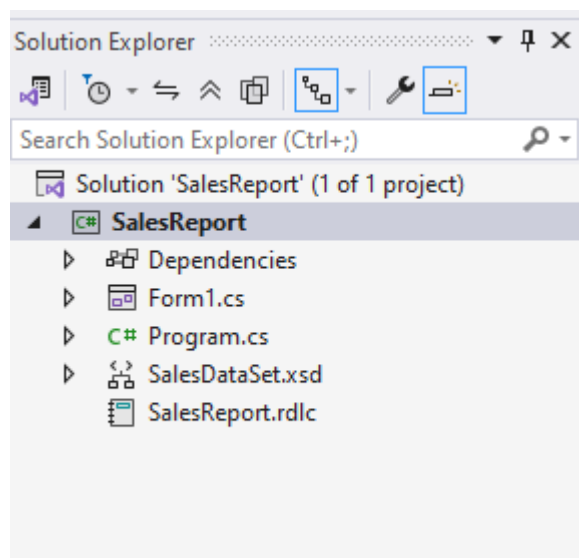 Solution Explorer
Search Solution Explorer (Ctrl+;)
Solution 'SalesReport' (1 of 1 project)
C# SalesReport
Dependencies
Form1.cs
C# Program.cs
SalesDataSet.xsd
SalesReport.rdlc